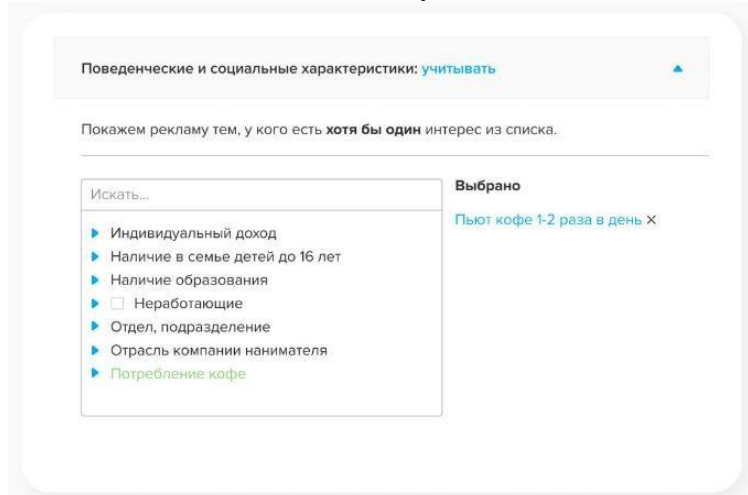 Поведенческие и социальные характеристики: учитывать
Покажем рекламу тем, у кого есть хотя бы один интерес из списка.
Искать...
Индивидуальный доход
Наличие в семье детей до 16 лет
Наличие образования
Неработающие
Отдел, подразделение
Отрасль компании нанимателя
Потребление кофе
Выбрано
Пьют кофе 1-2 раза в день ×